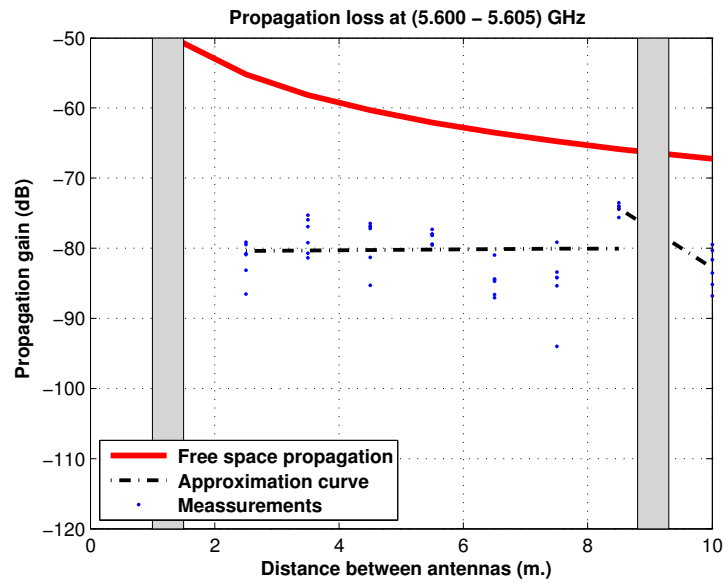 Propagation loss at (5.600 − 5.605) GHz
Propagation gain (dB)
−50
−60
−70
−80
−90
−100
−110
−120
Free space propagation
Approximation curve
Meassurements
0 2 4 6 8 10
Distance between antennas (m.)